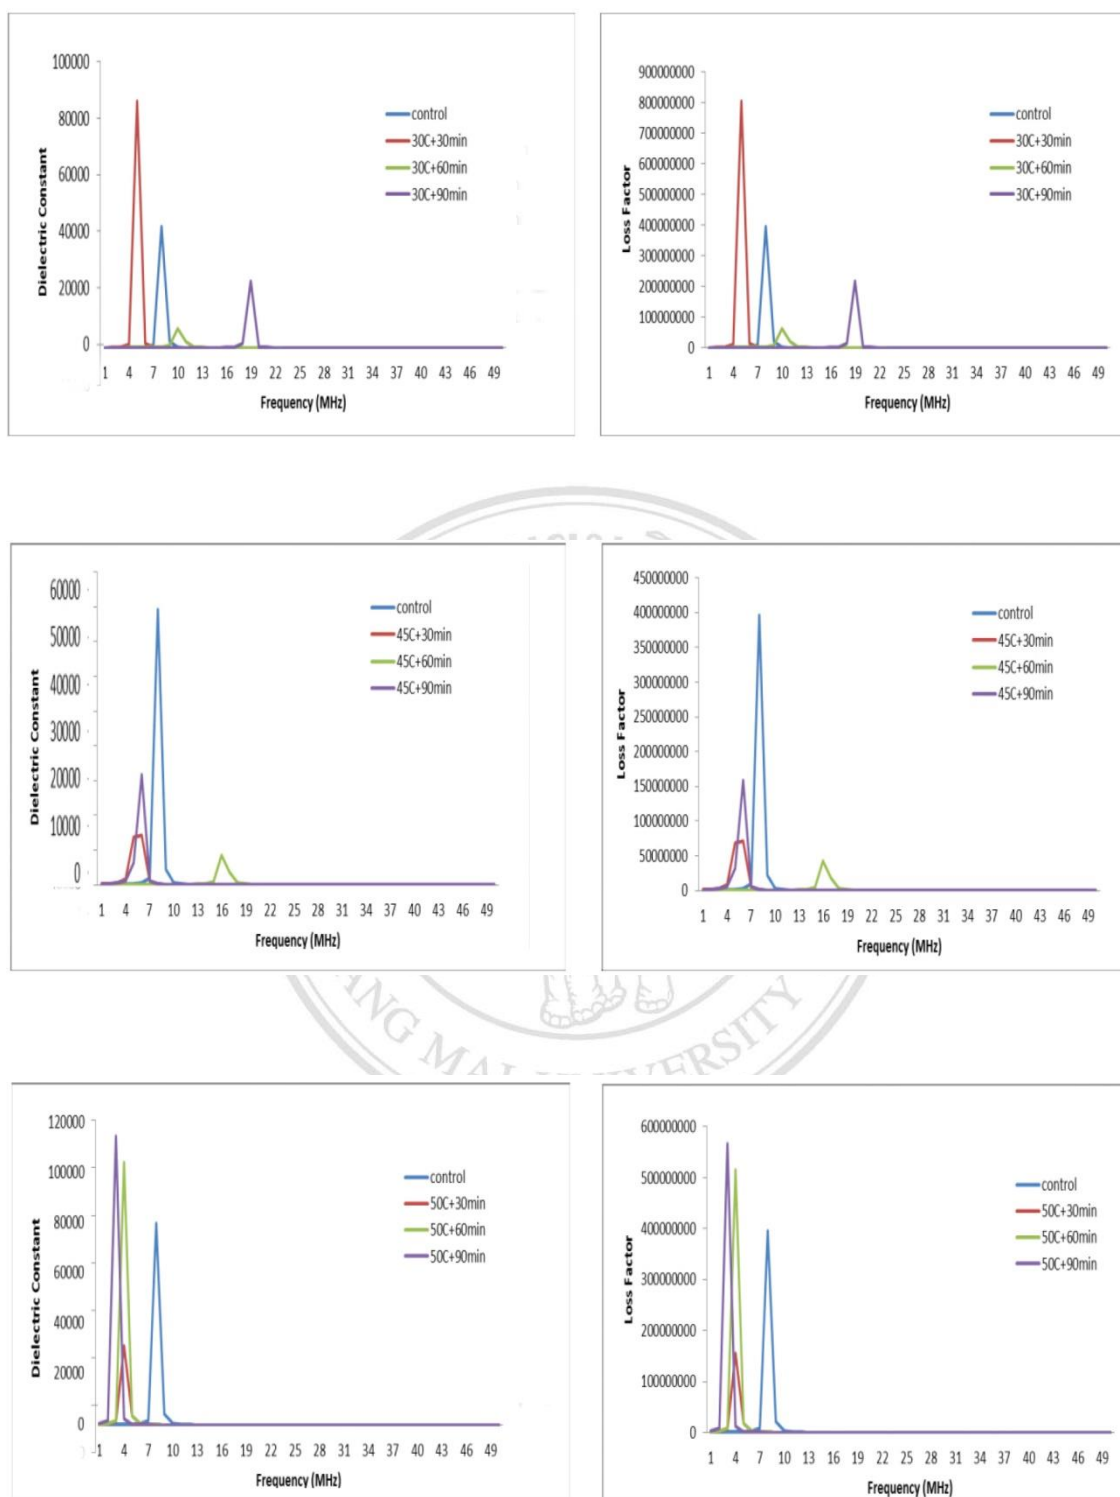 100000
80000
60000
40000
20000
0
Dielectric Constant
control
30C+30min
30C+60min
30C+90min
1 4 7 10 13 16 19 22 25 28 31 34 37 40 43 46 49
Frequency (MHz)
900000000
800000000
700000000
600000000
500000000
400000000
300000000
200000000
100000000
0
Loss Factor
control
30C+30min
30C+60min
30C+90min
1 4 7 10 13 16 19 22 25 28 31 34 37 40 43 46 49
Frequency (MHz)
60000
50000
40000
30000
20000
10000
0
Dielectric Constant
control
45C+30min
45C+60min
45C+90min
1 4 7 10 13 16 19 22 25 28 31 34 37 40 43 46 49
Frequency (MHz)
450000000
400000000
350000000
300000000
250000000
200000000
150000000
100000000
50000000
0
Loss Factor
control
45C+30min
45C+60min
45C+90min
1 4 7 10 13 16 19 22 25 28 31 34 37 40 43 46 49
Frequency (MHz)
ANG MAI UNIVERSITY
120000
100000
80000
60000
40000
20000
0
Dielectric Constant
control
50C+30min
50C+60min
50C+90min
1 4 7 10 13 16 19 22 25 28 31 34 37 40 43 46 49
Frequency (MHz)
600000000
500000000
400000000
300000000
200000000
100000000
0
Loss Factor
control
50C+30min
50C+60min
50C+90min
1 4 7 10 13 16 19 22 25 28 31 34 37 40 43 46 49
Frequency (MHz)